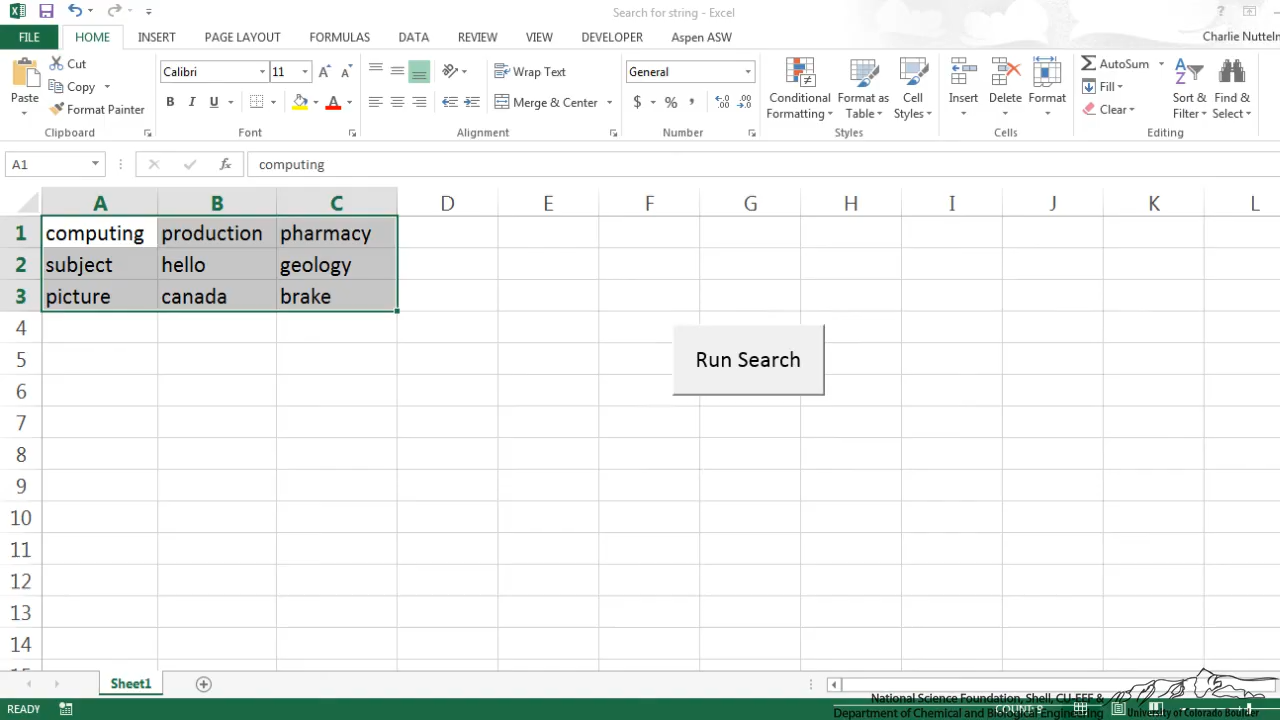 Search for string - Excel
FILE HOME INSERT PAGE LAYOUT FORMULAS DATA REVIEW VIEW DEVELOPER Aspen ASW
Paste Cut Copy Format Painter Clipboard
Calibri 11 B I U A Font
Wrap Text Merge & Center Alignment
General $ % , Number
Conditional Formatting Format as Table Cell Styles Styles
Insert Delete Format Cells
AutoSum Fill Clear Sort & Filter Find & Select Editing
A1 fx computing
A B C D E F G H I J K L
1 computing production pharmacy
2 subject hello geology
3 picture canada brake
4
5 Run Search
6
7
8
9
10
11
12
13
14
Sheet1
READY
National Science Foundation, Shell, CU-EEF &
Department of Chemical and Biological Engineering
University of Colorado Boulder